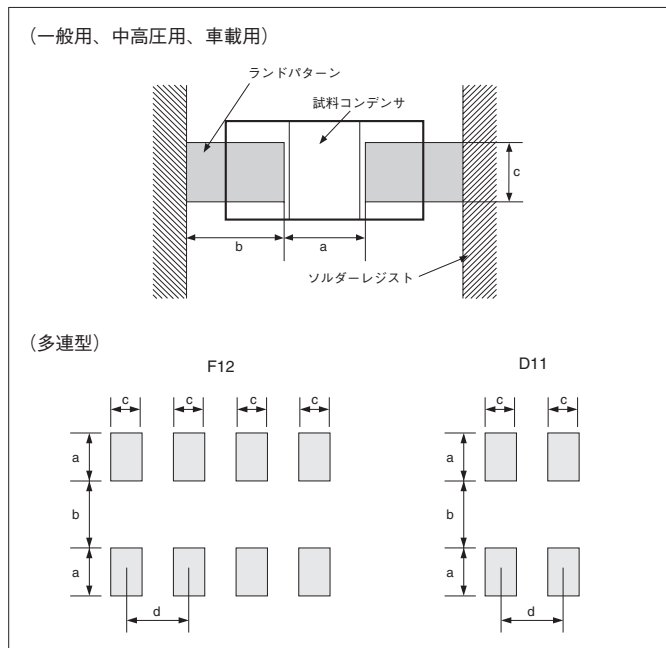 （一般用、中高圧用、車載用）
ランドパターン
試料コンデンサ
c
b
a
ソルダーレジスト
（多連型）
F12
D11
c c c c
c c
a
a
b
b
a
a
d
d